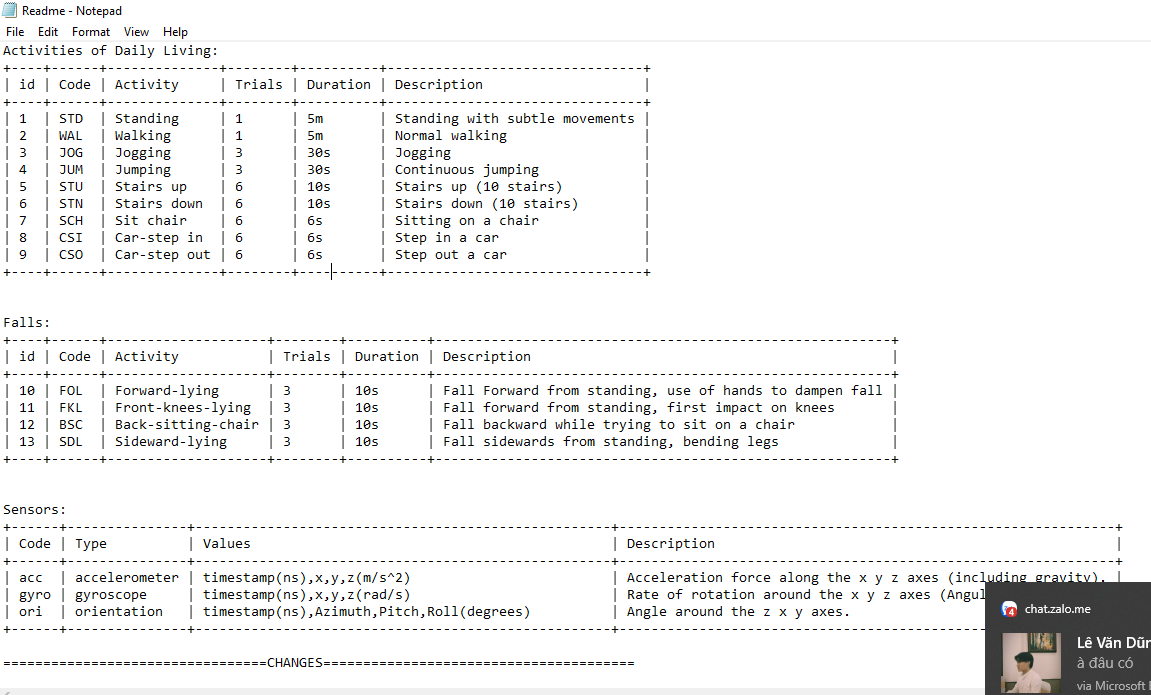 Readme - Notepad
File Edit Format View Help
Activities of Daily Living:
+----+------+--------------+--------+----------+--------------------------------+
| id | Code | Activity     | Trials | Duration | Description                    |
+----+------+--------------+--------+----------+--------------------------------+
| 1  | STD  | Standing     | 1      | 5m       | Standing with subtle movements |
| 2  | WAL  | Walking      | 1      | 5m       | Normal walking                 |
| 3  | JOG  | Jogging      | 3      | 30s      | Jogging                        |
| 4  | JUM  | Jumping      | 3      | 30s      | Continuous jumping             |
| 5  | STU  | Stairs up    | 6      | 10s      | Stairs up (10 stairs)          |
| 6  | STN  | Stairs down  | 6      | 10s      | Stairs down (10 stairs)        |
| 7  | SCH  | Sit chair    | 6      | 6s       | Sitting on a chair             |
| 8  | CSI  | Car-step in  | 6      | 6s       | Step in a car                  |
| 9  | CSO  | Car-step out | 6      | 6s       | Step out a car                 |
+----+------+--------------+--------+----------+--------------------------------+
Falls:
+----+------+--------------------+--------+----------+---------------------------------------------------------+
| id | Code | Activity           | Trials | Duration | Description                                             |
+----+------+--------------------+--------+----------+---------------------------------------------------------+
| 10 | FOL  | Forward-lying      | 3      | 10s      | Fall Forward from standing, use of hands to dampen fall |
| 11 | FKL  | Front-knees-lying  | 3      | 10s      | Fall forward from standing, first impact on knees       |
| 12 | BSC  | Back-sitting-chair | 3      | 10s      | Fall backward while trying to sit on a chair            |
| 13 | SDL  | Sideward-lying     | 3      | 10s      | Fall sidewards from standing, bending legs              |
+----+------+--------------------+--------+----------+---------------------------------------------------------+
Sensors:
+------+---------------+----------------------------------------------------+--------------------------------------------------------------+
| Code | Type          | Values                                             | Description                                                  |
+------+---------------+----------------------------------------------------+--------------------------------------------------------------+
| acc  | accelerometer | timestamp(ns),x,y,z(m/s^2)                         | Acceleration force along the x y z axes (including gravity). |
| gyro | gyroscope     | timestamp(ns),x,y,z(rad/s)                         | Rate of rotation around the x y z axes
| ori  | orientation   | timestamp(ns),Azimuth,Pitch,Roll(degrees)          | Angle around the z x y axes.
+------+---------------+----------------------------------------------------+----------------------------------------------
=================================CHANGES=======================================
4 chat.zalo.me
Lê Văn
à đâu có
via Microsoft